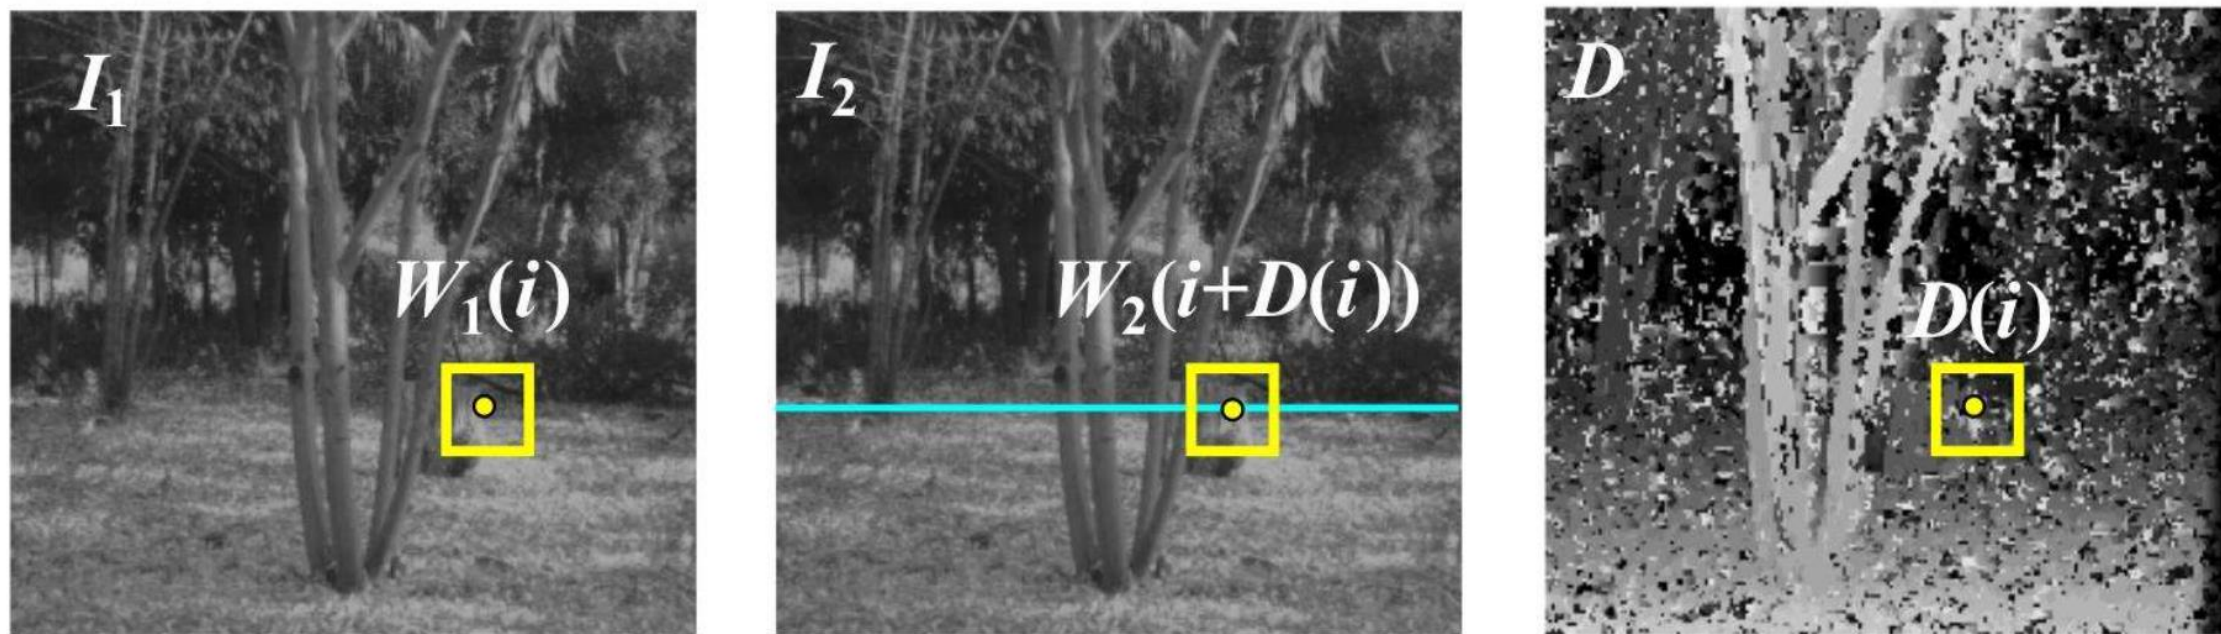 I₁
I₂
D
W₁(i)
W₂(i+D(i))
D(i)